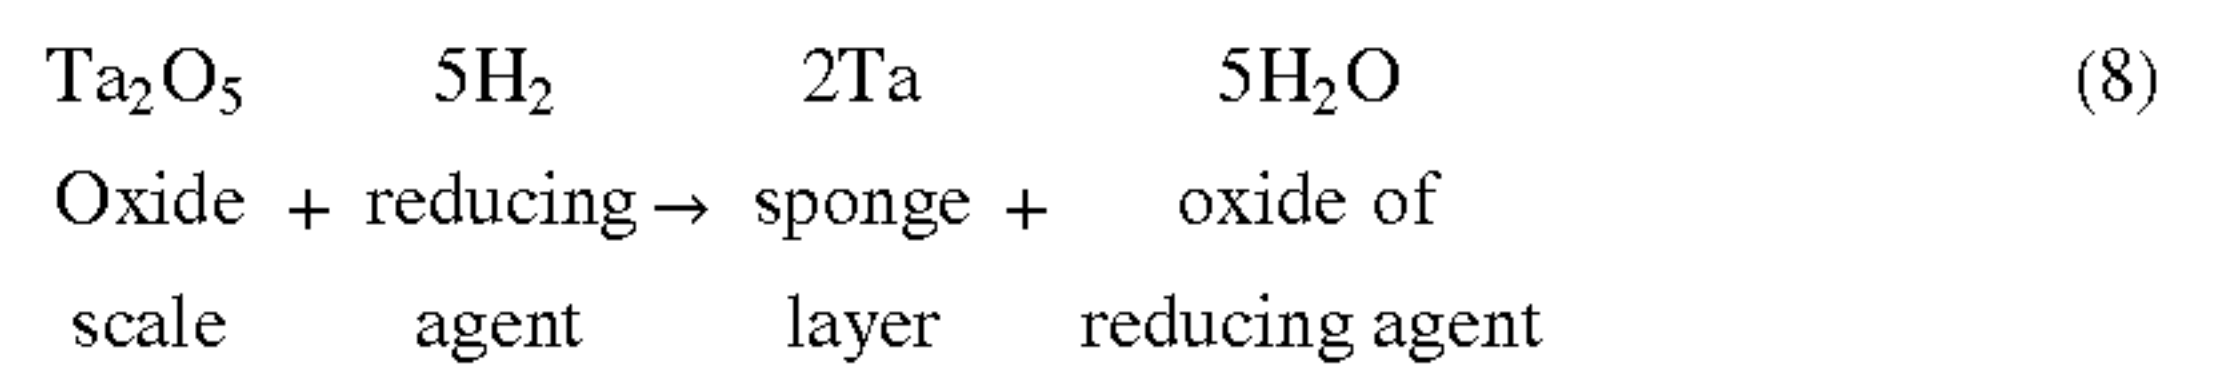 Ta₂O₅ 5H₂ 2Ta 5H₂O (8)
Oxide + reducing → sponge + oxide of
scale agent layer reducing agent